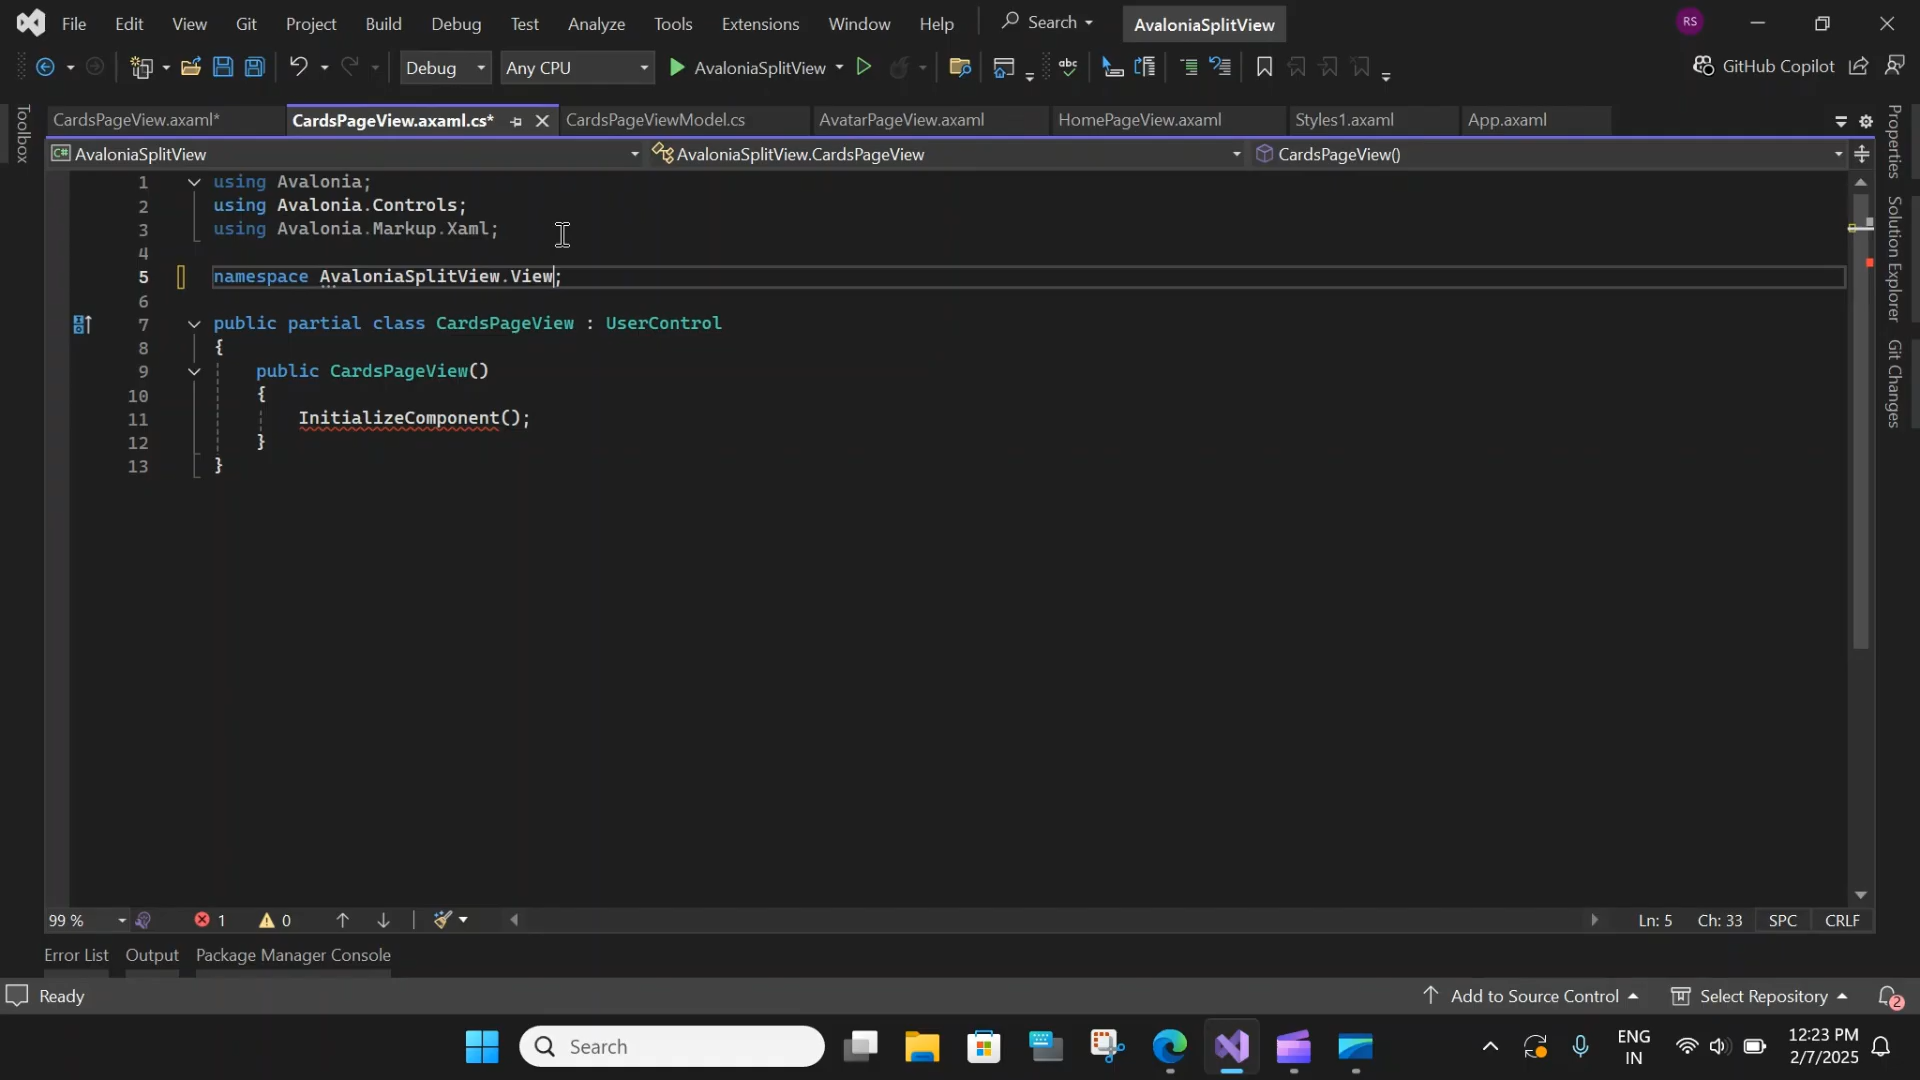 File Edit View Git Project Build Debug Test Analyze Tools Extensions Window Help Search AvaloniaSplitView RS
Debug Any CPU AvaloniaSplitView abc GitHub Copilot
Toolbox
CardsPageView.axaml* CardsPageView.axaml.cs* CardsPageViewModel.cs AvatarPageView.axaml HomePageView.axaml Styles1.axaml App.axaml
C# AvaloniaSplitView AvaloniaSplitView.CardsPageView CardsPageView()
1 using Avalonia;
2 using Avalonia.Controls;
3 using Avalonia.Markup.Xaml;
4
5 namespace AvaloniaSplitView.View;
6
7 public partial class CardsPageView : UserControl
8 {
9 public CardsPageView()
10 {
11 InitializeComponent();
12 }
13 }
Properties
Solution Explorer
Git Changes
99 % 1 0 Ln: 5 Ch: 33 SPC CRLF
Error List Output Package Manager Console
Ready Add to Source Control Select Repository 2
Search ENG IN 12:23 PM 2/7/2025